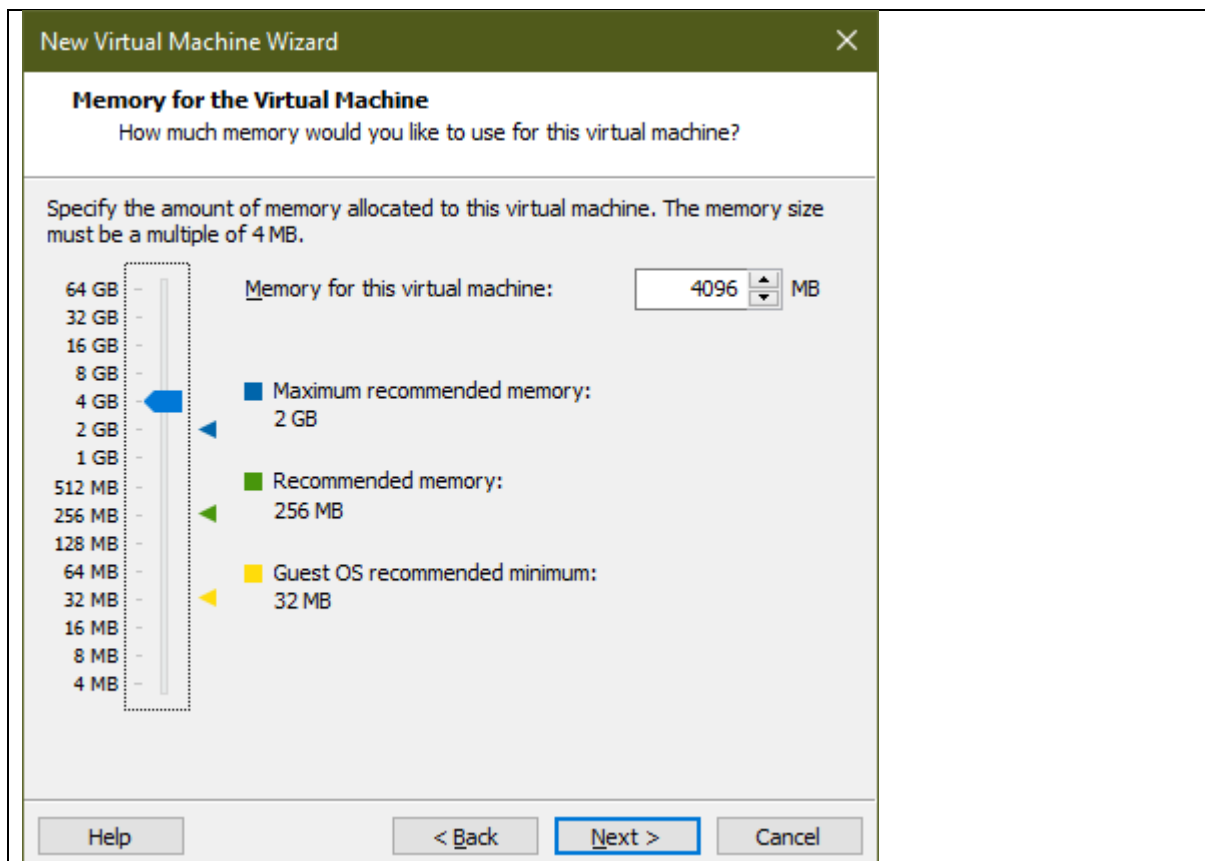 New Virtual Machine Wizard
Memory for the Virtual Machine
How much memory would you like to use for this virtual machine?
Specify the amount of memory allocated to this virtual machine. The memory size
must be a multiple of 4 MB.
Memory for this virtual machine: 4096 MB
64 GB
32 GB
16 GB
8 GB
4 GB
2 GB
1 GB
512 MB
256 MB
128 MB
64 MB
32 MB
16 MB
8 MB
4 MB
Maximum recommended memory:
2 GB
Recommended memory:
256 MB
Guest OS recommended minimum:
32 MB
Help < Back Next > Cancel